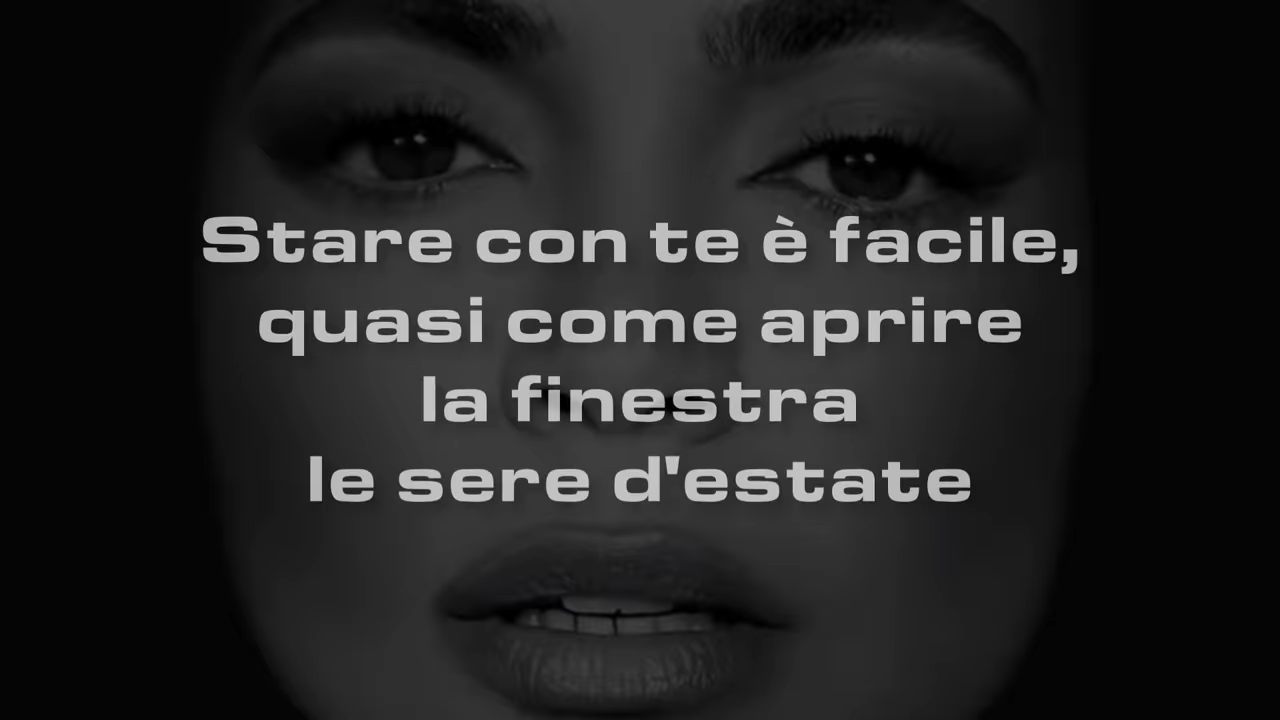 Stare con te è facile,
quasi come aprire
la finestra
le sere d'estate